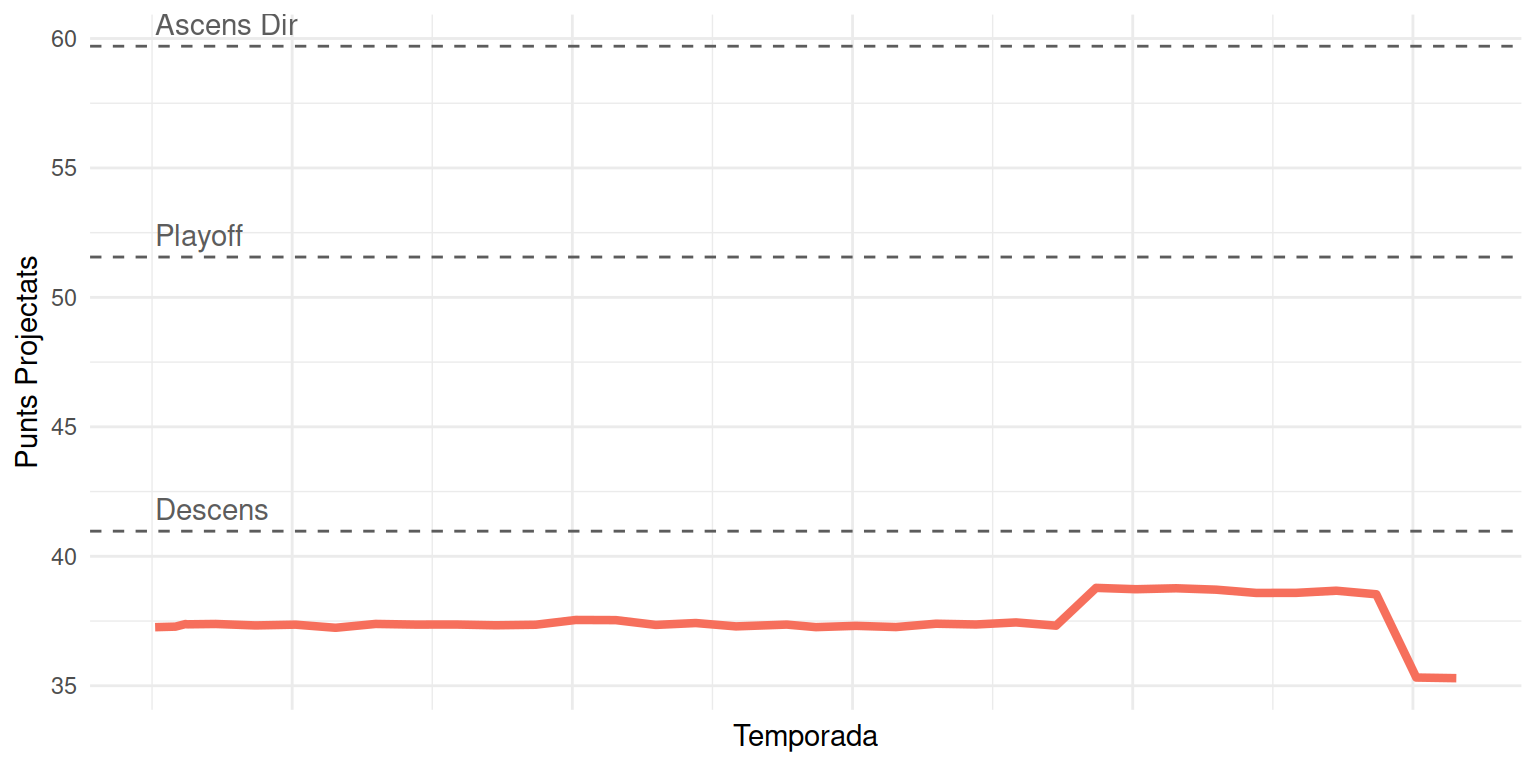 Ascens Dir
60
55
Playoff
50
45
Descens
40
35
Punts Projectats
Temporada